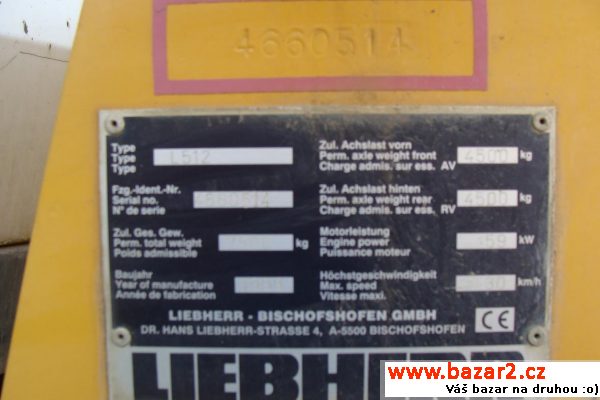 4660514
Type
Type
Type
L512
Zul. Achslast vorn
Perm. axle weight front
Charge admis. sur ess. AV
4500 kg
Fzg.-Ident.-Nr.
Serial no.
N° de serie
4660514
Zul. Achslast hinten
Perm. axle weight rear
Charge admis. sur ess. RV
4500 kg
Zul. Ges. Gew.
Perm. total weight
Poids admissible
kg
Motorleistung
Engine power
Puissance moteur
59 kW
Baujahr
Year of manufacture
Année de fabrication
Höchstgeschwindigkeit
Max. speed
Vitesse maxi.
30 km/h
LIEBHERR - BISCHOFSHOFEN GMBH
DR. HANS LIEBHERR-STRASSE 4, A-5500 BISCHOFSHOFEN
CE
LIEBHERR
www.bazar2.cz
Váš bazar na druhou :o)